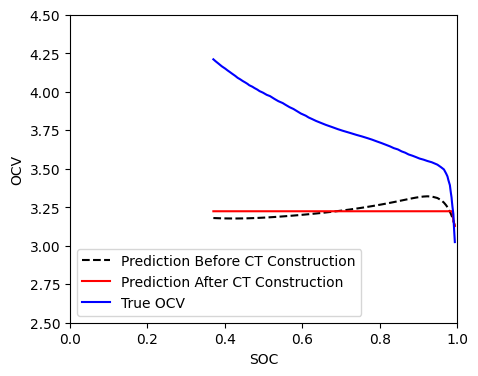 4.50
4.25
4.00
3.75
3.50
3.25
3.00
2.75
2.50
OCV
Prediction Before CT Construction
Prediction After CT Construction
True OCV
0.0 0.2 0.4 0.6 0.8 1.0
SOC